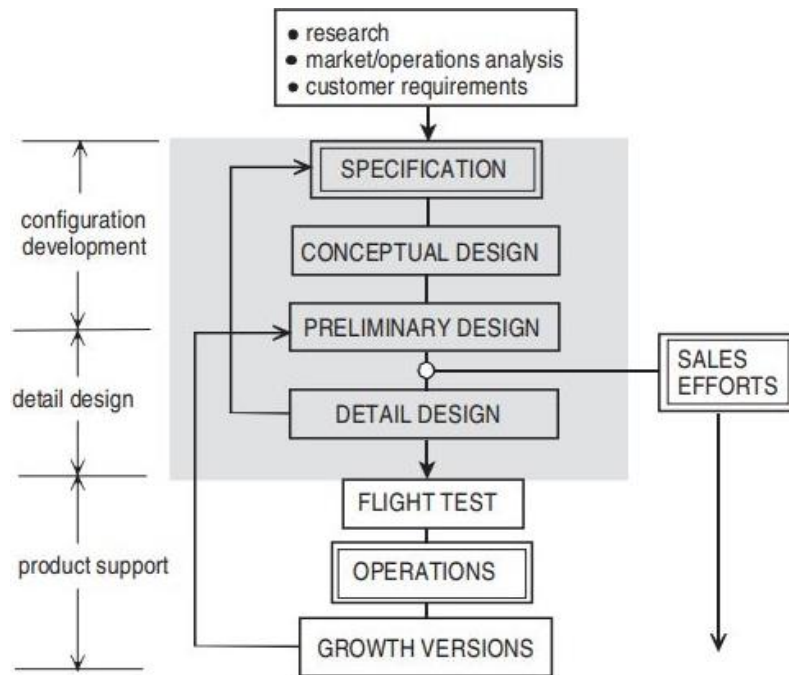 ● research
● market/operations analysis
● customer requirements
SPECIFICATION
configuration
development
CONCEPTUAL DESIGN
PRELIMINARY DESIGN
SALES
EFFORTS
detail design
DETAIL DESIGN
FLIGHT TEST
product support
OPERATIONS
GROWTH VERSIONS